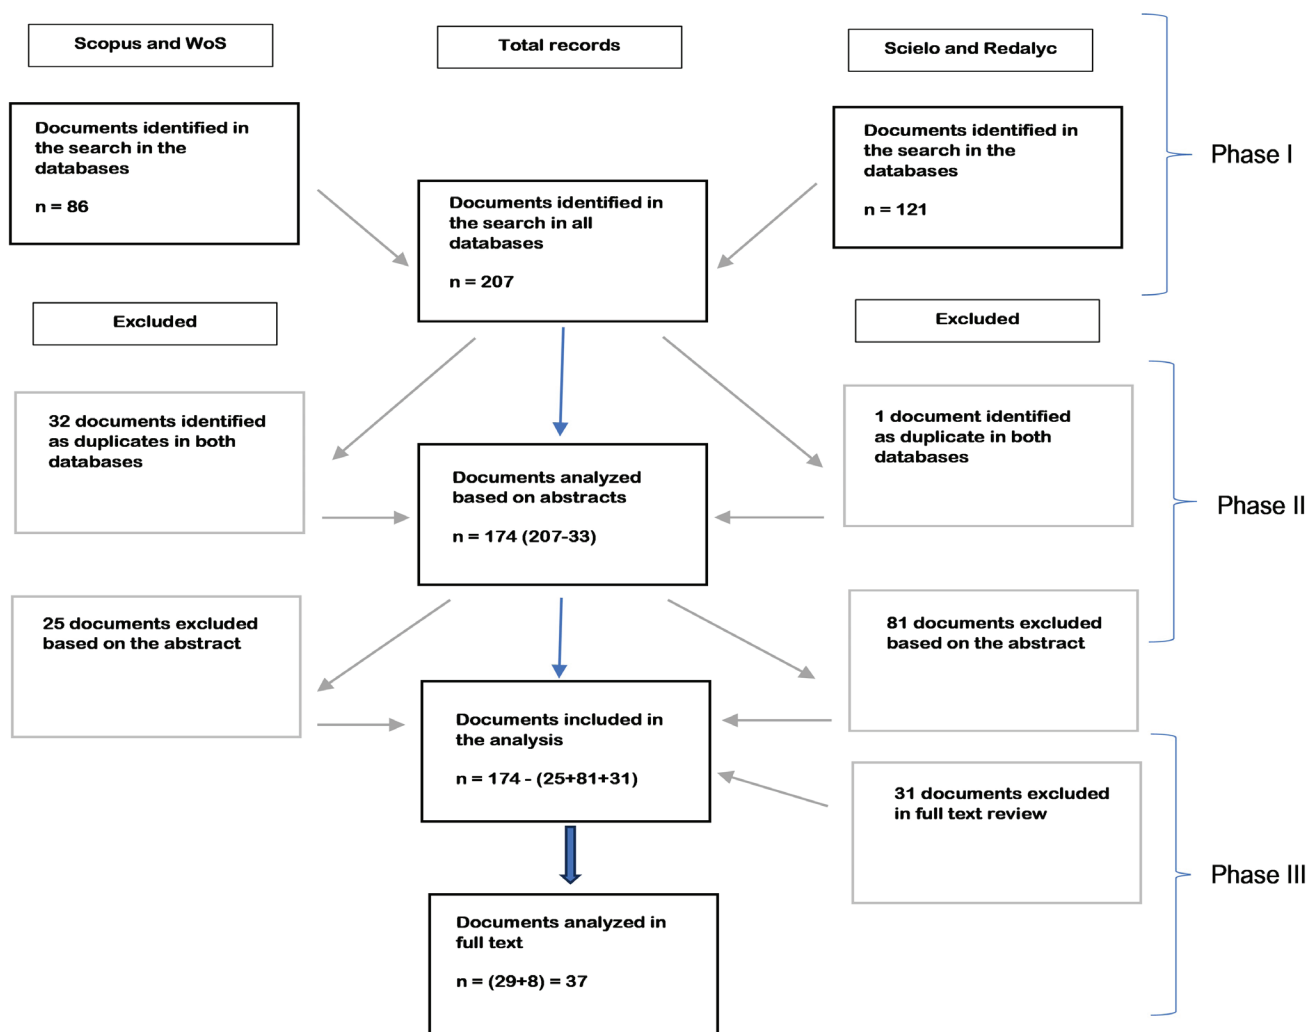 Scopus and WoS
Total records
Scielo and Redalyc
Documents identified in
the search in the
databases
n = 86
Documents identified in
the search in all
databases
n = 207
Documents identified in
the search in the
databases
n = 121
Phase I
Excluded
Excluded
32 documents identified
as duplicates in both
databases
Documents analyzed
based on abstracts
n = 174 (207-33)
1 document identified
as duplicate in both
databases
Phase II
25 documents excluded
based on the abstract
81 documents excluded
based on the abstract
Documents included in
the analysis
n = 174 - (25+81+31)
31 documents excluded
in full text review
Phase III
Documents analyzed in
full text
n = (29+8) = 37